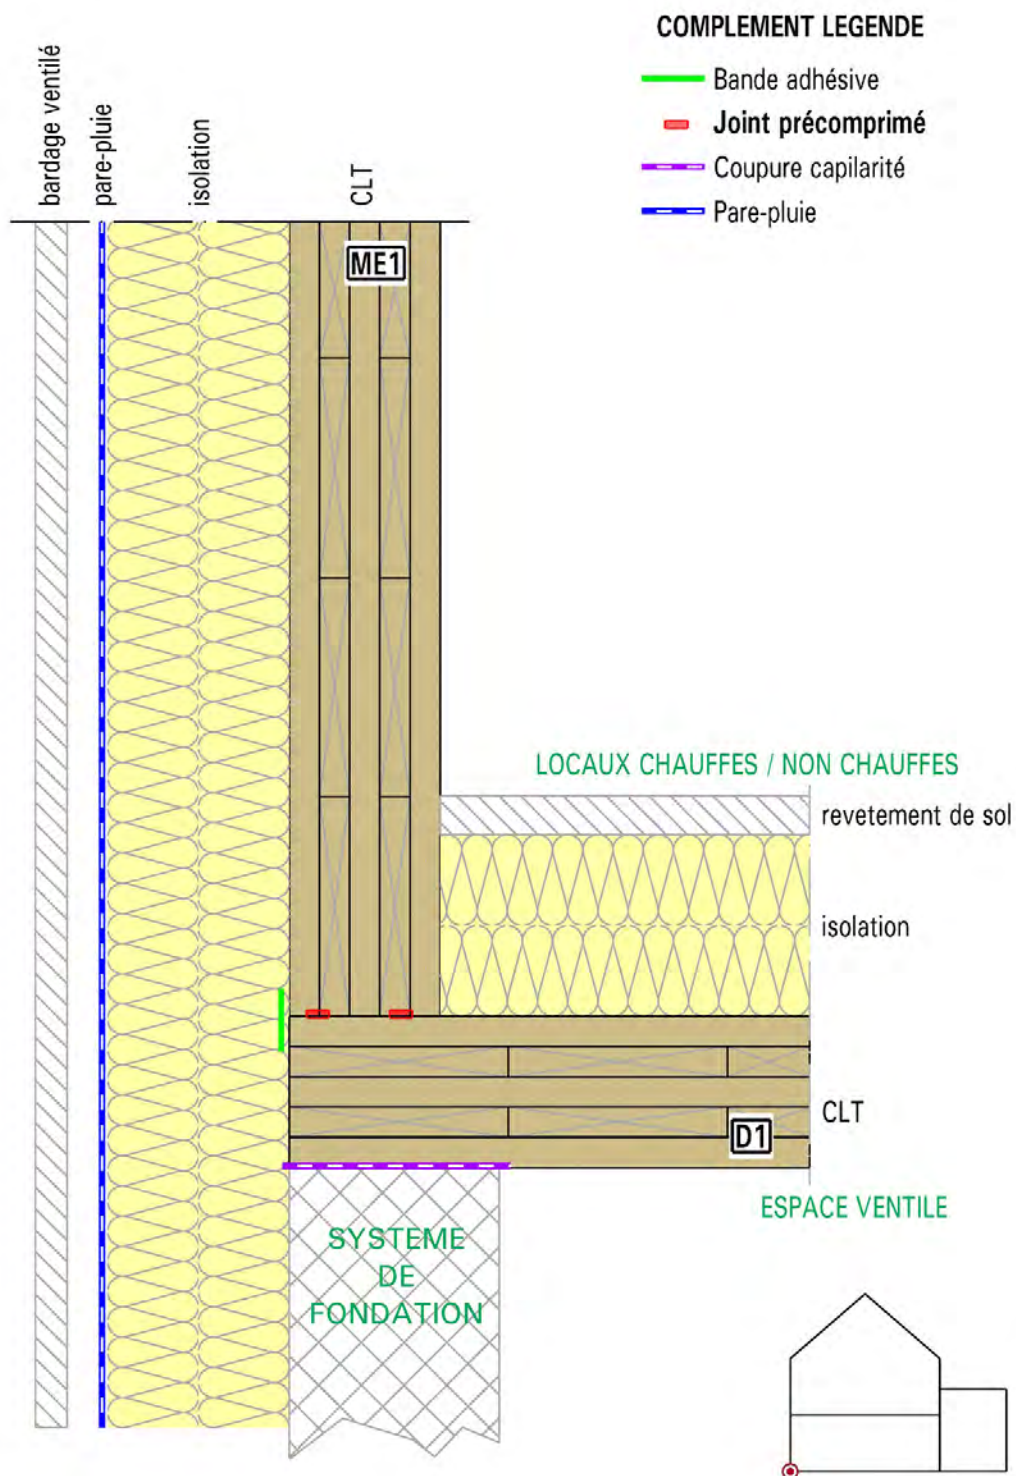 COMPLEMENT LEGENDE
Bande adhésive
Joint précomprimé
Coupure capilarité
Pare-pluie
bardage ventilé
pare-pluie
isolation
CLT
ME1
LOCAUX CHAUFFES / NON CHAUFFES
revetement de sol
isolation
CLT
D1
ESPACE VENTILE
SYSTEME
DE
FONDATION